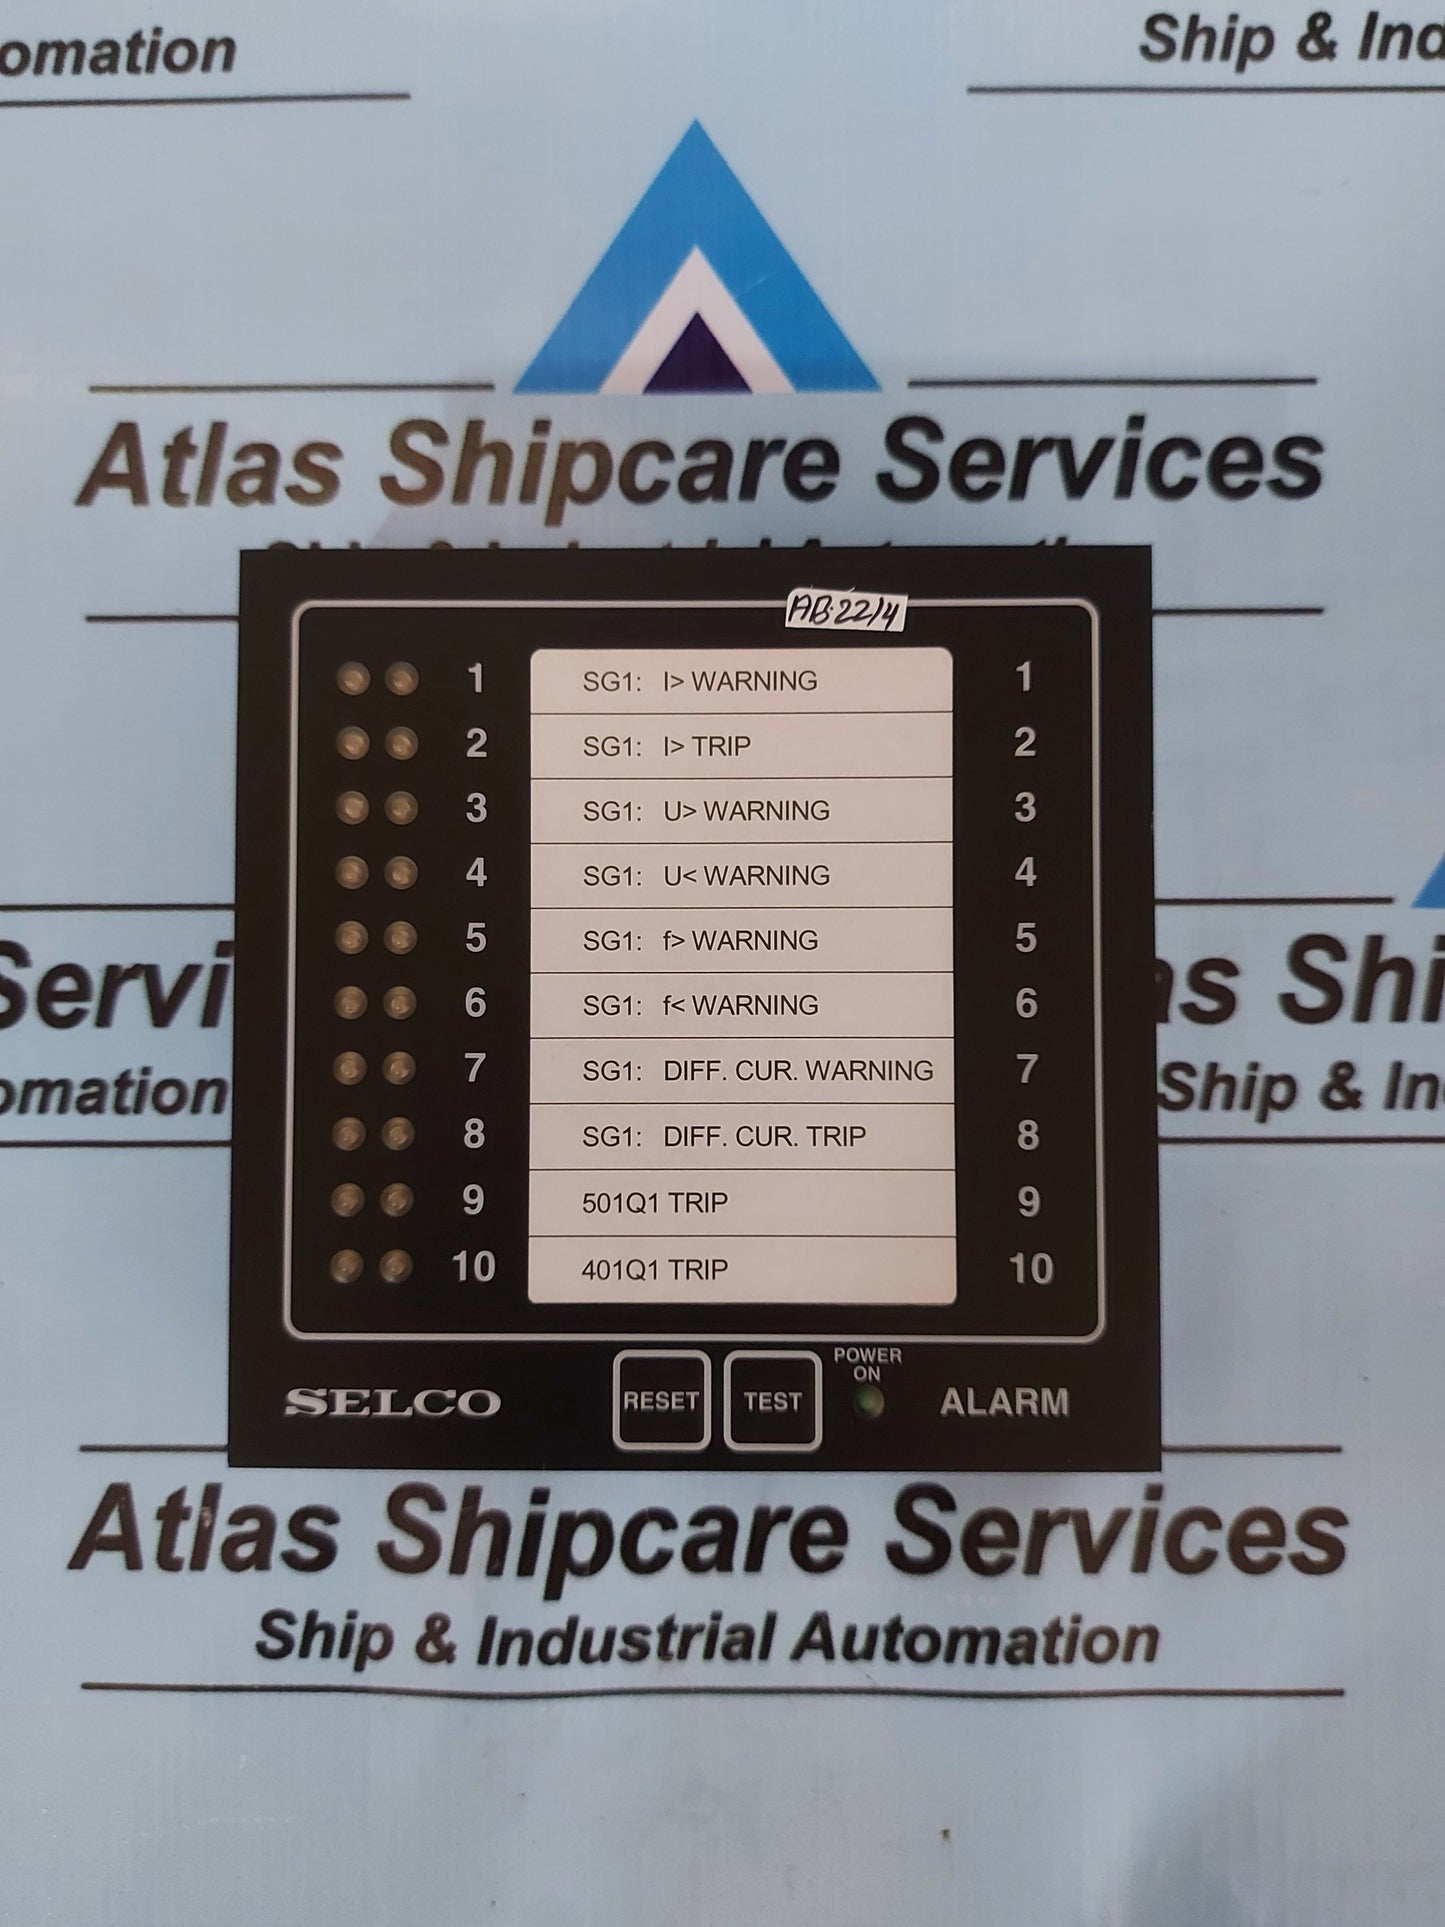 omation
Ship & Ind
Atlas Shipcare Services
AB:22/4
1 SG1: I> WARNING 1
2 SG1: I> TRIP 2
3 SG1: U> WARNING 3
4 SG1: U< WARNING 4
5 SG1: f> WARNING 5
6 SG1: f< WARNING 6
7 SG1: DIFF. CUR. WARNING 7
8 SG1: DIFF. CUR. TRIP 8
9 501Q1 TRIP 9
10 401Q1 TRIP 10
Servi
as Shi
omation
Ship & In
POWER
ON
SELCO RESET TEST ALARM
Atlas Shipcare Services
Ship & Industrial Automation